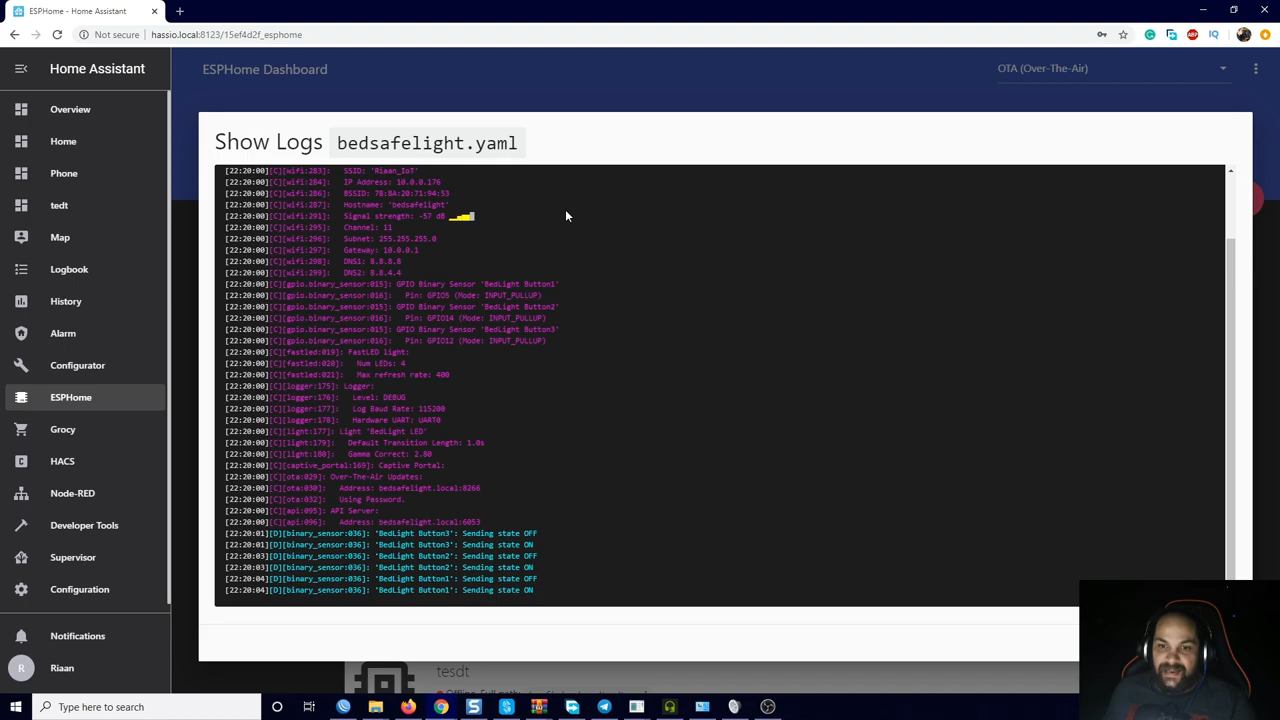 ESPHome - Home Assistant
Not secure hassio.local:8123/15ef4d2f_esphome
Home Assistant
ESPHome Dashboard
OTA (Over-The-Air)
Overview
Home
Phone
tedt
Map
Logbook
History
Alarm
Configurator
ESPHome
Grocy
HACS
Node-RED
Developer Tools
Supervisor
Configuration
Notifications
R Riaan
Show Logs bedsafelight.yaml
[22:20:00][C][wifi:283]: SSID: 'Riaan_IoT'
[22:20:00][C][wifi:284]: IP Address: 10.0.0.176
[22:20:00][C][wifi:286]: BSSID: 78:8A:20:71:94:53
[22:20:00][C][wifi:287]: Hostname: 'bedsafelight'
[22:20:00][C][wifi:291]: Signal strength: -57 dB
[22:20:00][C][wifi:295]: Channel: 11
[22:20:00][C][wifi:296]: Subnet: 255.255.255.0
[22:20:00][C][wifi:297]: Gateway: 10.0.0.1
[22:20:00][C][wifi:298]: DNS1: 8.8.8.8
[22:20:00][C][wifi:299]: DNS2: 8.8.4.4
[22:20:00][C][gpio.binary_sensor:015]: GPIO Binary Sensor 'BedLight Button1'
[22:20:00][C][gpio.binary_sensor:016]: Pin: GPIO5 (Mode: INPUT_PULLUP)
[22:20:00][C][gpio.binary_sensor:015]: GPIO Binary Sensor 'BedLight Button2'
[22:20:00][C][gpio.binary_sensor:016]: Pin: GPIO14 (Mode: INPUT_PULLUP)
[22:20:00][C][gpio.binary_sensor:015]: GPIO Binary Sensor 'BedLight Button3'
[22:20:00][C][gpio.binary_sensor:016]: Pin: GPIO12 (Mode: INPUT_PULLUP)
[22:20:00][C][fastled:019]: FastLED light:
[22:20:00][C][fastled:020]: Num LEDs: 4
[22:20:00][C][fastled:021]: Max refresh rate: 400
[22:20:00][C][logger:175]: Logger:
[22:20:00][C][logger:176]: Level: DEBUG
[22:20:00][C][logger:177]: Log Baud Rate: 115200
[22:20:00][C][logger:178]: Hardware UART: UART0
[22:20:00][C][light:177]: Light 'BedLight LED'
[22:20:00][C][light:179]: Default Transition Length: 1.0s
[22:20:00][C][light:180]: Gamma Correct: 2.80
[22:20:00][C][captive_portal:169]: Captive Portal:
[22:20:00][C][ota:029]: Over-The-Air Updates:
[22:20:00][C][ota:030]: Address: bedsafelight.local:8266
[22:20:00][C][ota:032]: Using Password.
[22:20:00][C][api:095]: API Server:
[22:20:00][C][api:096]: Address: bedsafelight.local:6053
[22:20:01][D][binary_sensor:036]: 'BedLight Button3': Sending state OFF
[22:20:01][D][binary_sensor:036]: 'BedLight Button3': Sending state ON
[22:20:03][D][binary_sensor:036]: 'BedLight Button2': Sending state OFF
[22:20:03][D][binary_sensor:036]: 'BedLight Button2': Sending state ON
[22:20:04][D][binary_sensor:036]: 'BedLight Button1': Sending state OFF
[22:20:04][D][binary_sensor:036]: 'BedLight Button1': Sending state ON
tesdt
Type here to search